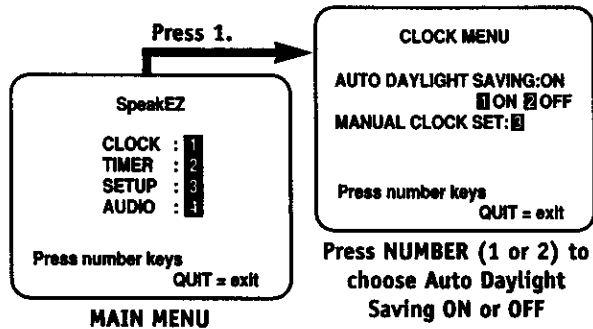 Press 1.
SpeakEZ
CLOCK : 1
TIMER : 2
SETUP : 3
AUDIO : 4
Press number keys
QUIT = exit
MAIN MENU
CLOCK MENU
AUTO DAYLIGHT SAVING:ON
1 ON 2 OFF
MANUAL CLOCK SET:3
Press number keys
QUIT = exit
Press NUMBER (1 or 2) to
choose Auto Daylight
Saving ON or OFF